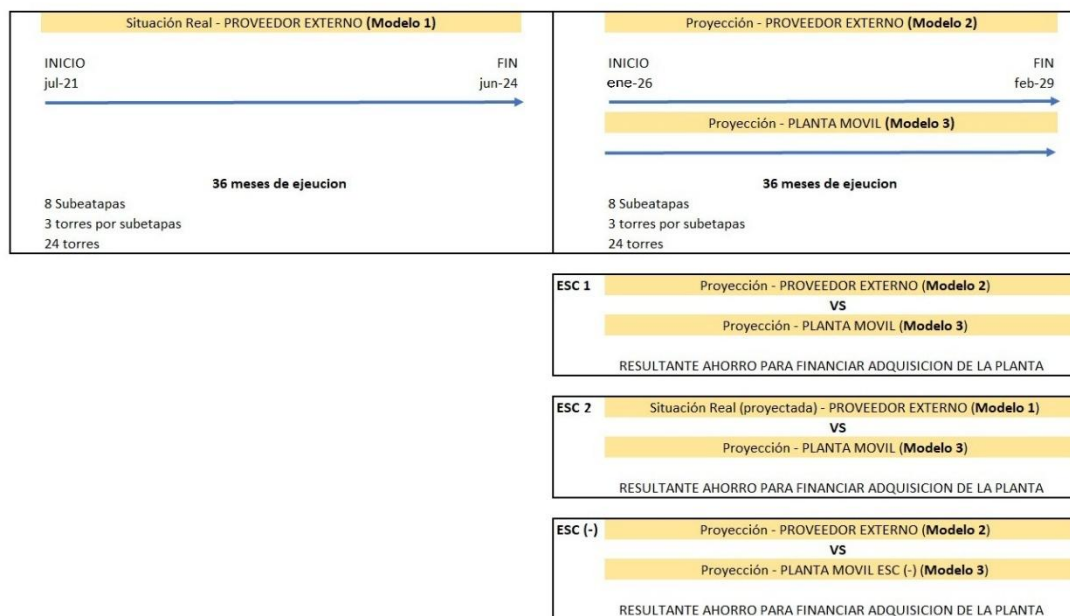 Situación Real - PROVEEDOR EXTERNO (Modelo 1)
INICIO FIN
jul-21 jun-24
36 meses de ejecucion
8 Subeatapas
3 torres por subetapas
24 torres
Proyección - PROVEEDOR EXTERNO (Modelo 2)
INICIO FIN
ene-26 feb-29
Proyección - PLANTA MOVIL (Modelo 3)
36 meses de ejecucion
8 Subeatapas
3 torres por subetapas
24 torres
ESC 1 Proyección - PROVEEDOR EXTERNO (Modelo 2)
VS
Proyección - PLANTA MOVIL (Modelo 3)
RESULTANTE AHORRO PARA FINANCIAR ADQUISICION DE LA PLANTA
ESC 2 Situación Real (proyectada) - PROVEEDOR EXTERNO (Modelo 1)
VS
Proyección - PLANTA MOVIL (Modelo 3)
RESULTANTE AHORRO PARA FINANCIAR ADQUISICION DE LA PLANTA
ESC (-) Proyección - PROVEEDOR EXTERNO (Modelo 2)
VS
Proyección - PLANTA MOVIL ESC (-) (Modelo 3)
RESULTANTE AHORRO PARA FINANCIAR ADQUISICION DE LA PLANTA